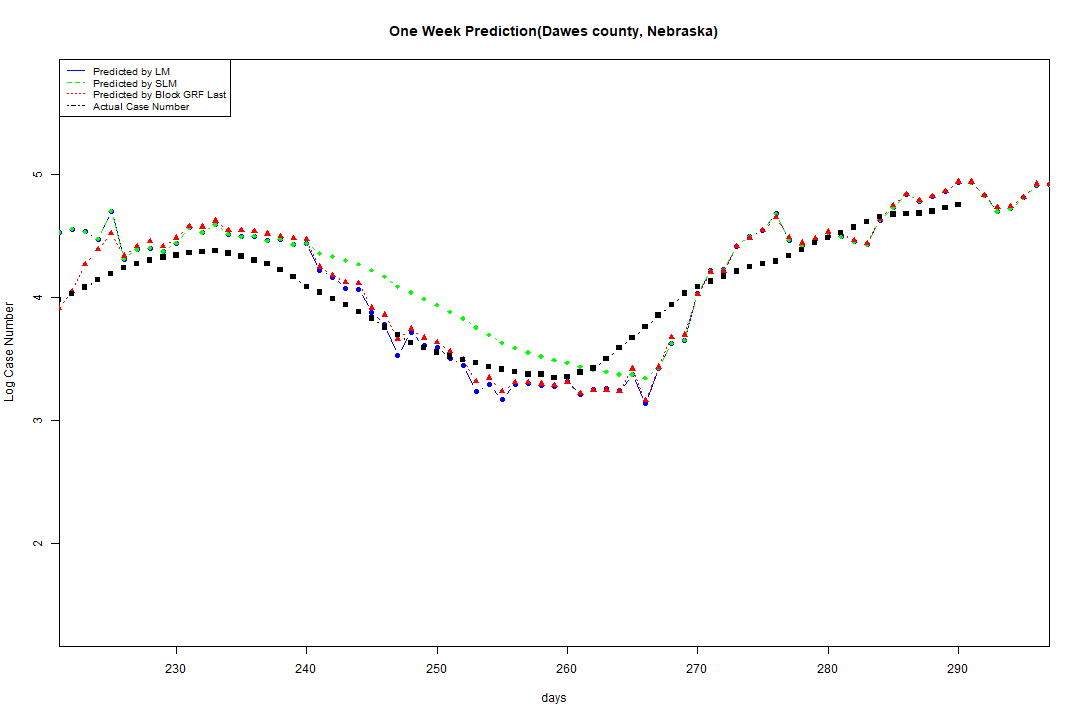 One Week Prediction(Dawes county, Nebraska)
Predicted by LM
Predicted by SLM
Predicted by Block GRF Last
Actual Case Number
5
4
3
2
Log Case Number
230 240 250 260 270 280 290
days